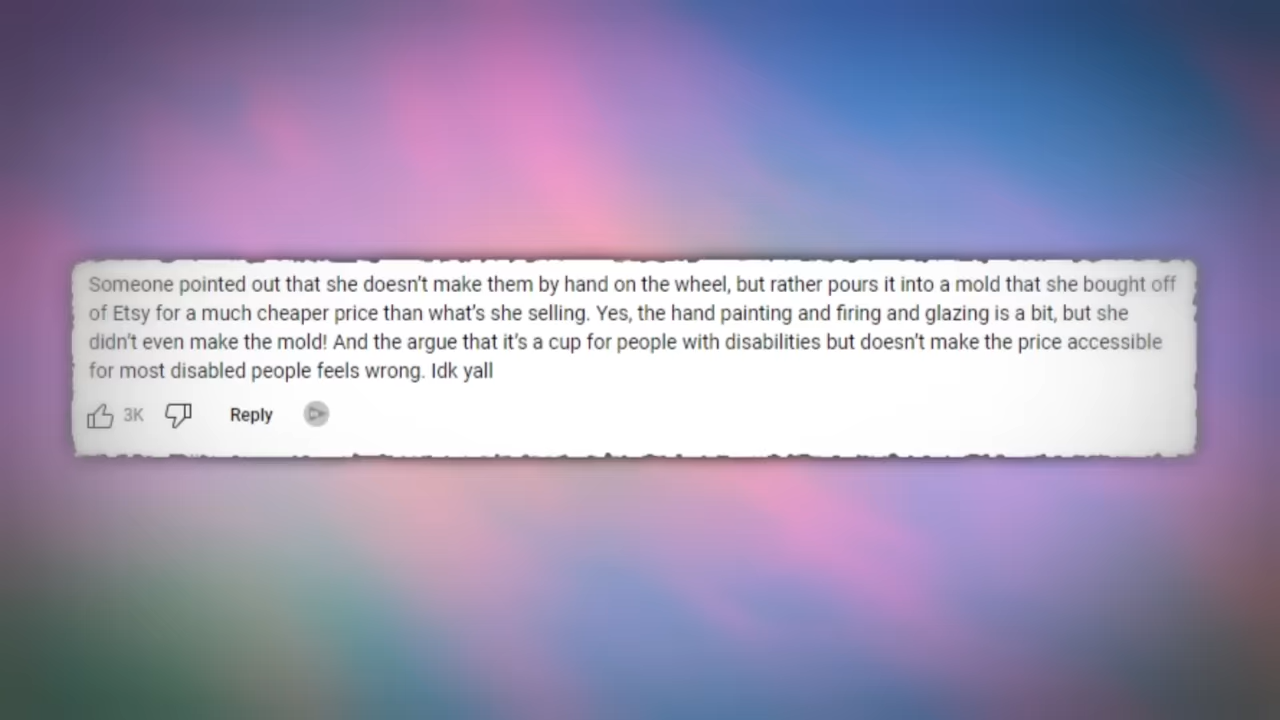 Someone pointed out that she doesn't make them by hand on the wheel, but rather pours it into a mold that she bought off
of Etsy for a much cheaper price than what's she selling. Yes, the hand painting and firing and glazing is a bit, but she
didn't even make the mold! And the argue that it's a cup for people with disabilities but doesn't make the price accessible
for most disabled people feels wrong. Idk yall
3K Reply